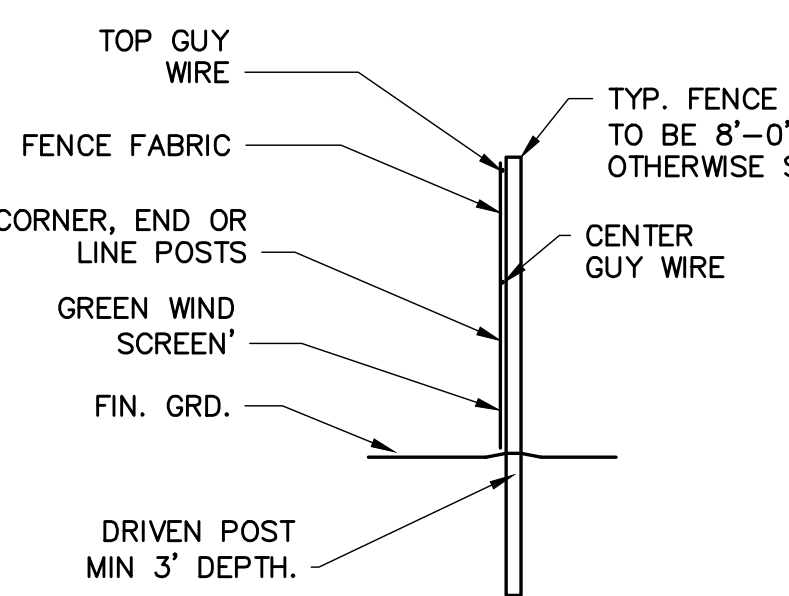 TOP GUY
WIRE
FENCE FABRIC
CORNER, END OR
LINE POSTS
GREEN WIND
SCREEN'
FIN. GRD.
DRIVEN POST
MIN 3' DEPTH.
TYP. FENCE
TO BE 8'-0"
OTHERWISE
CENTER
GUY WIRE